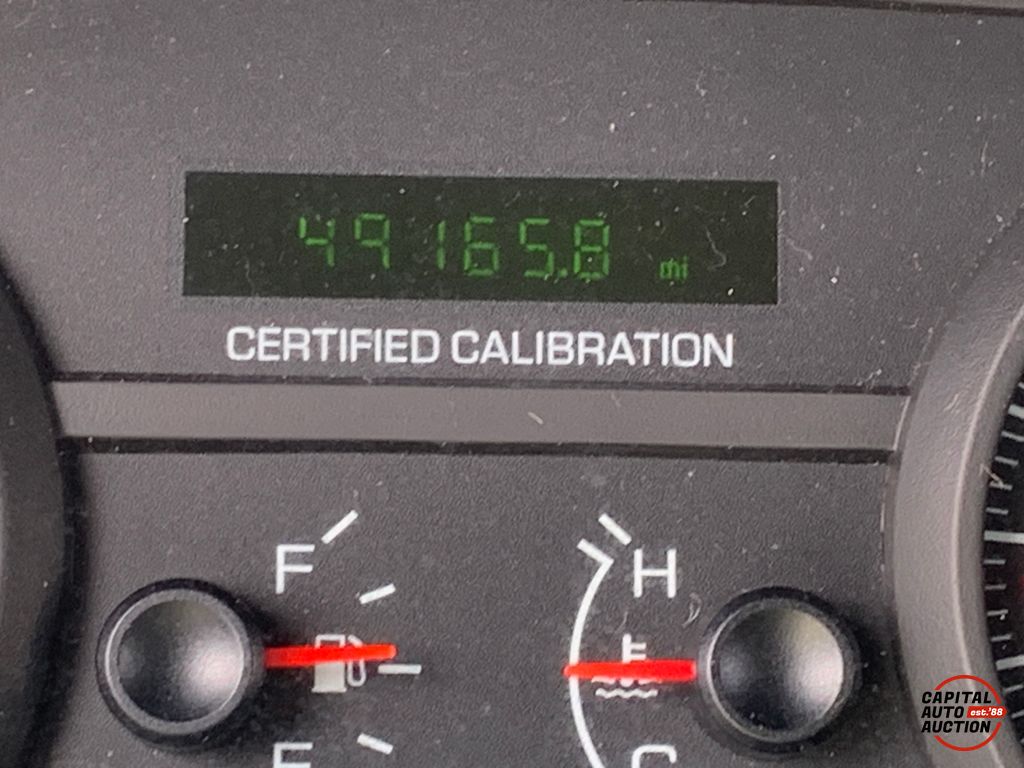 49165.8 mi
CERTIFIED CALIBRATION
F
H
E
C
CAPITAL
AUTO est.'88
AUCTION